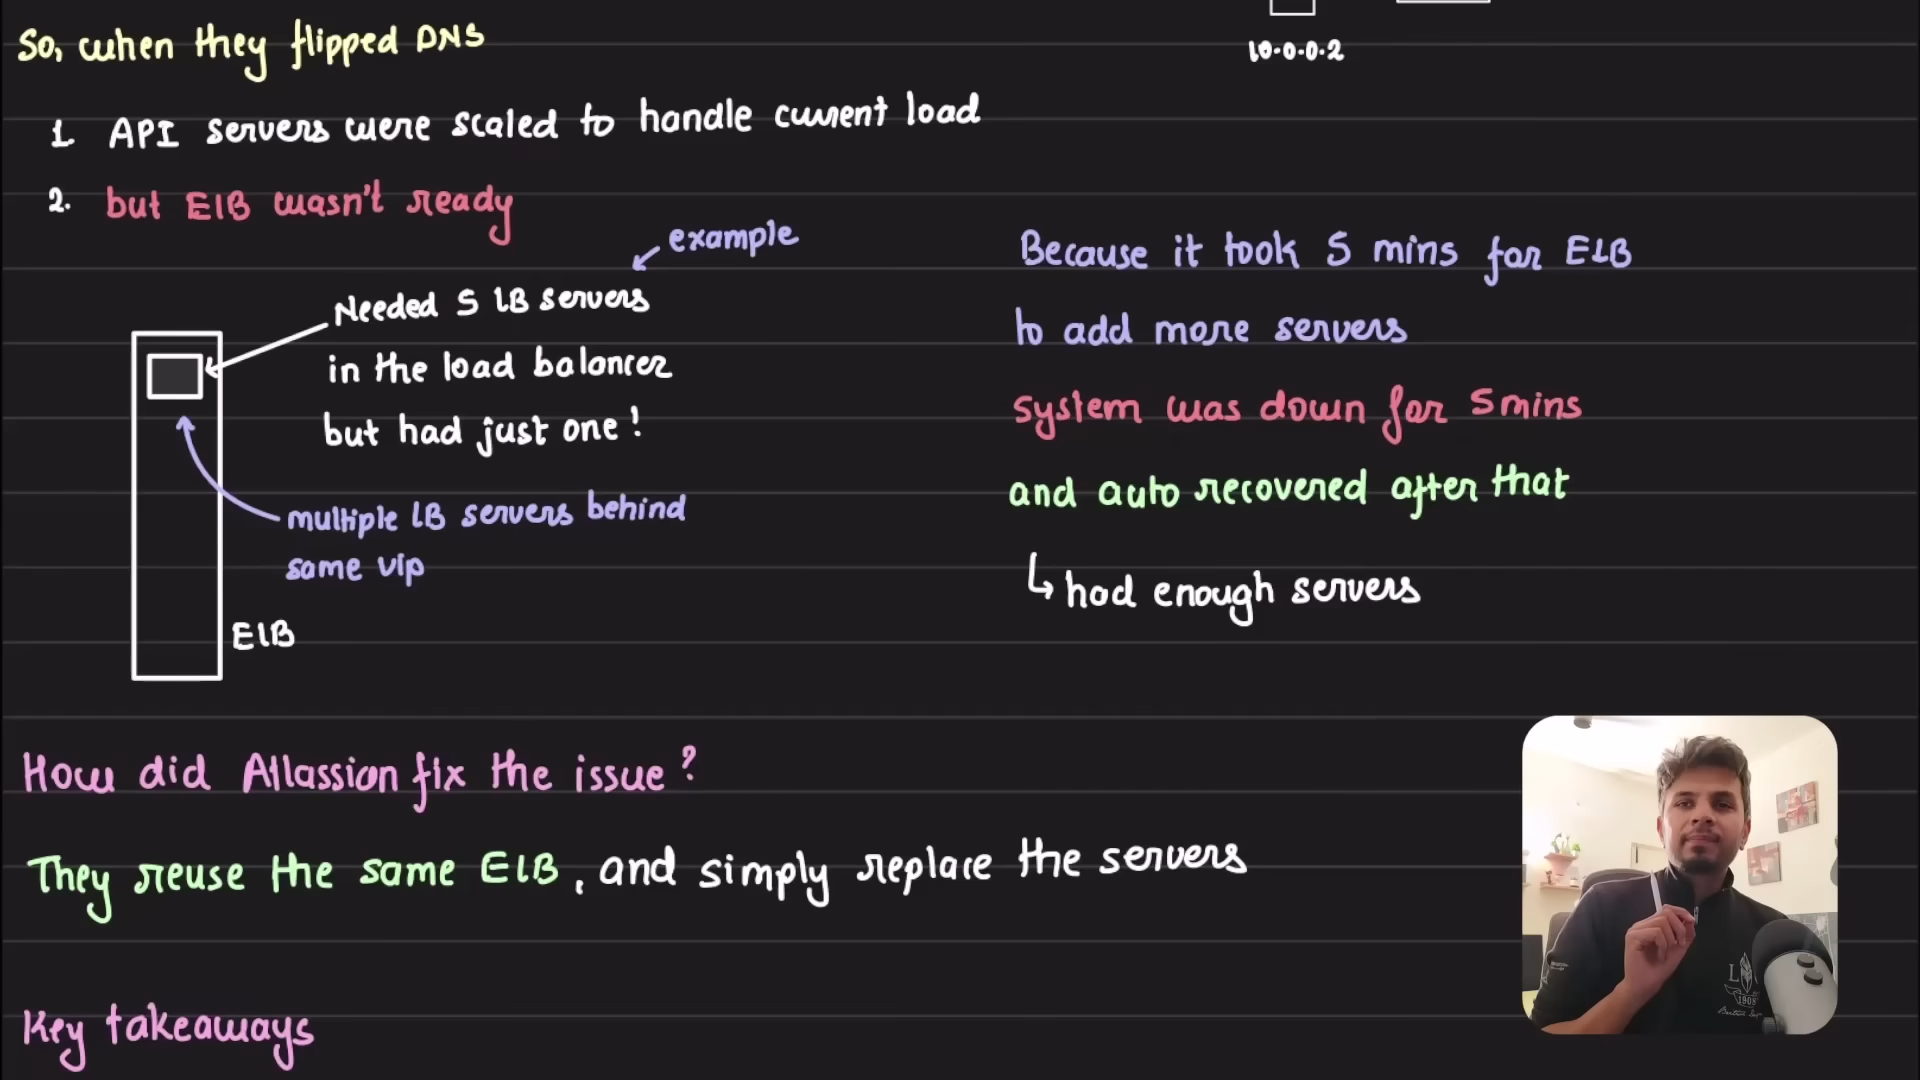 10.0.0.2
So, when they flipped DNS
1. API servers were scaled to handle current load
2. but ElB wasn't ready
example
Needed 5 lB servers
in the load balancer
but had just one!
multiple lB servers behind
same vip
ElB
Because it took 5 mins for ELB
to add more servers
system was down for 5 mins
and auto recovered after that
had enough servers
How did Atlassian fix the issue?
They reuse the same ElB, and simply replace the servers
Key takeaways
L
1908